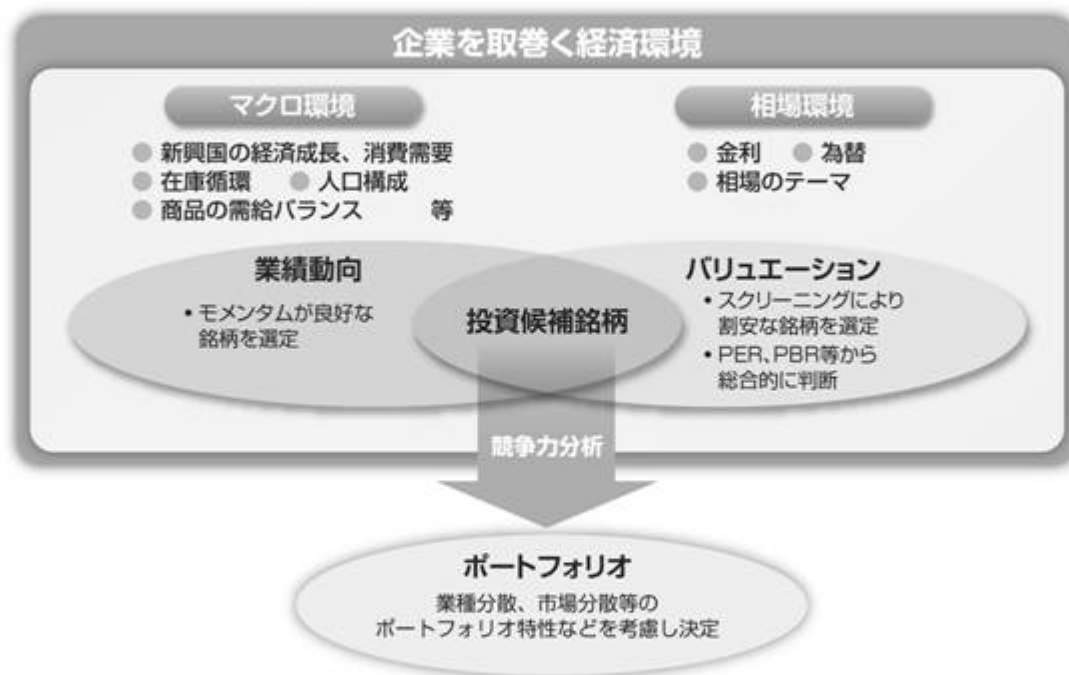 企業を取巻く経済環境
マクロ環境
● 新興国の経済成長、消費需要
● 在庫循環 ● 人口構成
● 商品の需給バランス 等
相場環境
● 金利 ● 為替
● 相場のテーマ
業績動向
・モメンタムが良好な
銘柄を選定
投資候補銘柄
バリュエーション
・スクリーニングにより
割安な銘柄を選定
・PER、PBR等から
総合的に判断
競争力分析
ポートフォリオ
業種分散、市場分散等の
ポートフォリオ特性などを考慮し決定